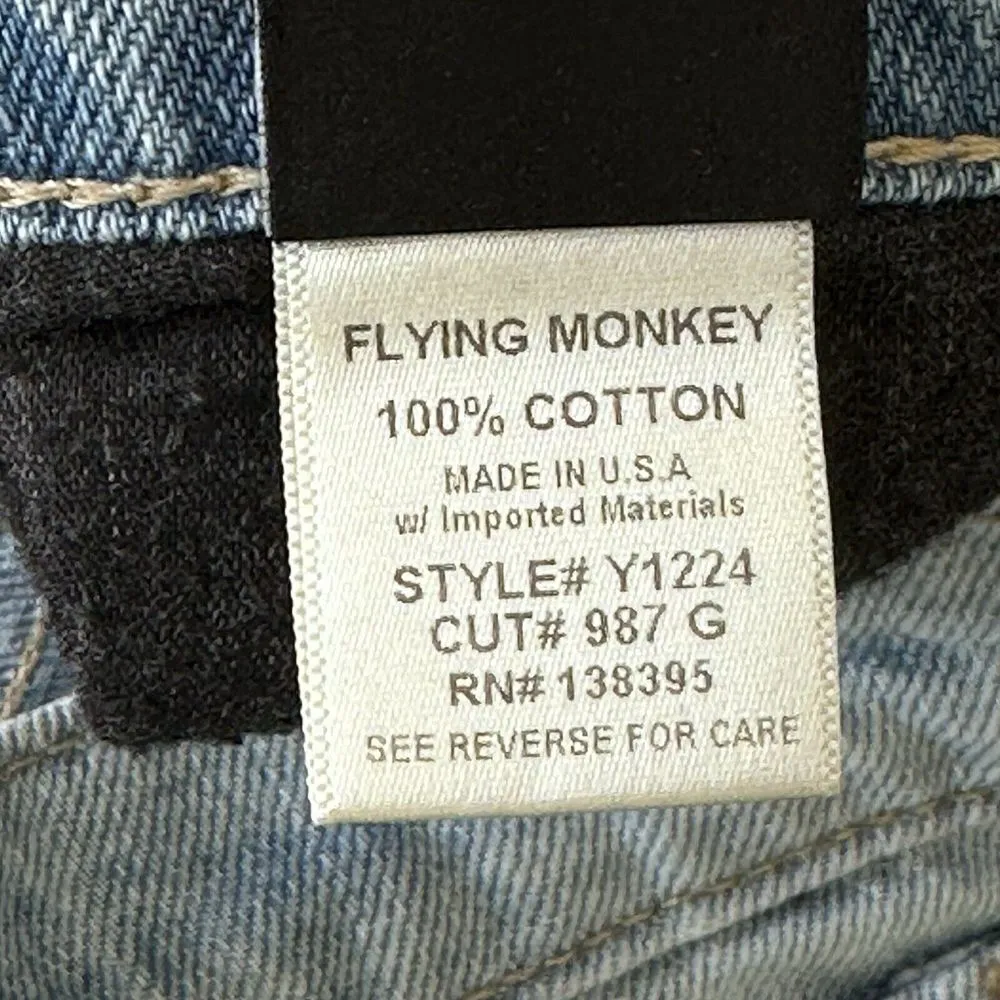 FLYING MONKEY
100% COTTON
MADE IN U.S.A
w/ Imported Materials
STYLE# Y1224
CUT# 987 G
RN# 138395
SEE REVERSE FOR CARE